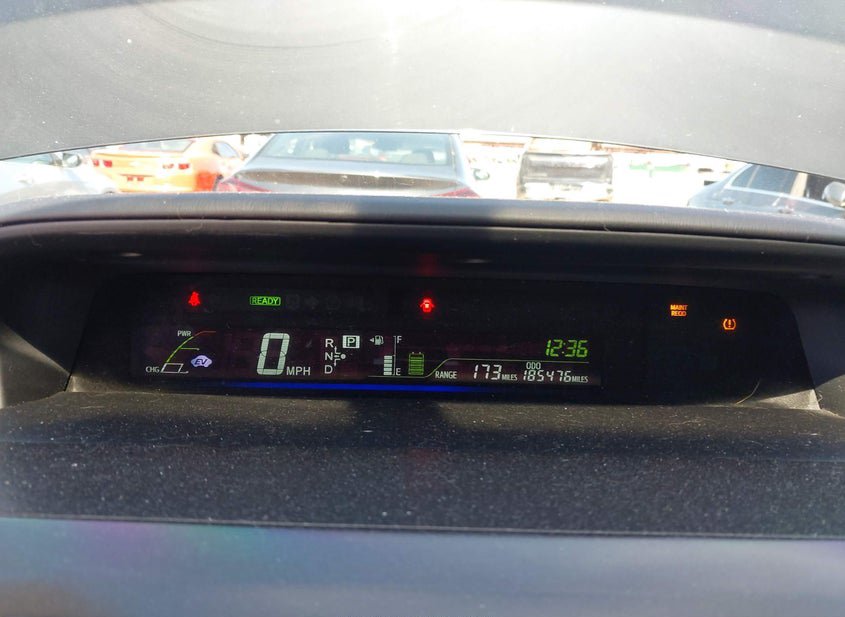 READY
MAINT
REQD
PWR
CHG
EV
0 MPH
R
N
D
P
F
E
12:36
RANGE 173 MILES
ODO
185476 MILES